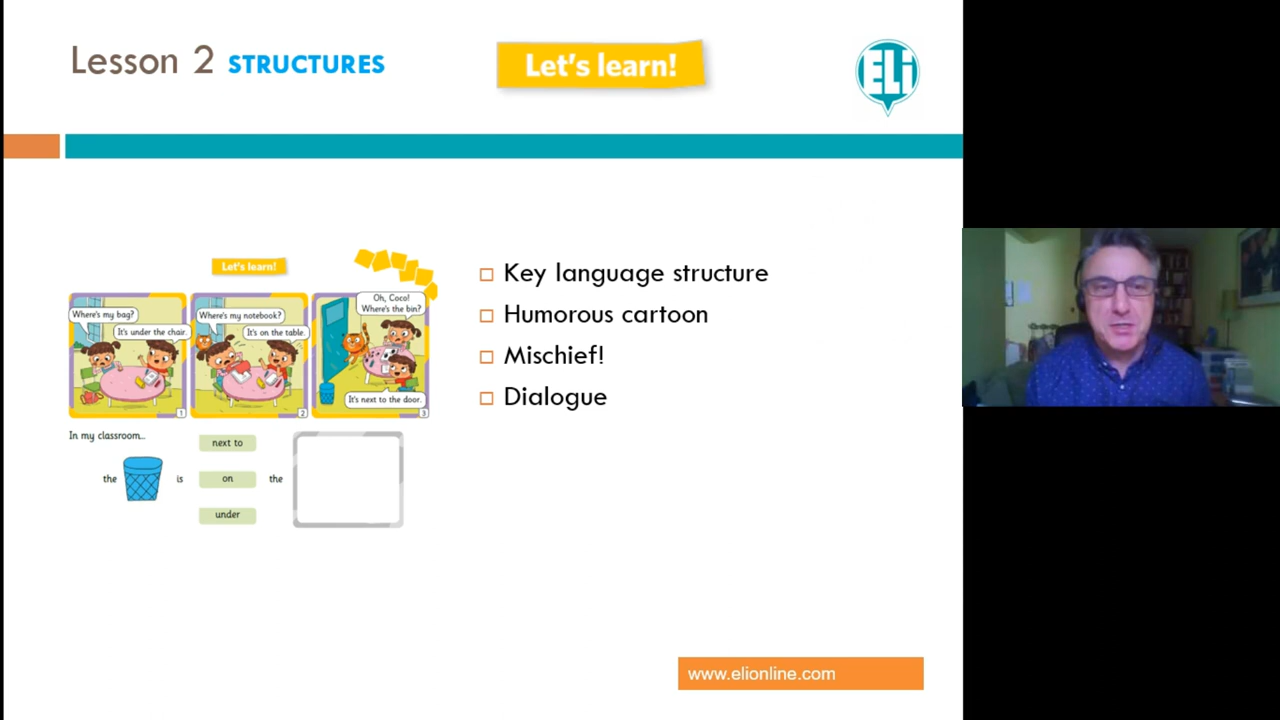 Lesson 2 STRUCTURES
Let's learn!
ELi
Let's learn!
Where's my bag?
It's under the chair.
1
Where's my notebook?
It's on the table.
2
Oh, Coco!
Where's the bin?
It's next to the door.
3
In my classroom...
the
is
next to
on
under
the
Key language structure
Humorous cartoon
Mischief!
Dialogue
www.elionline.com